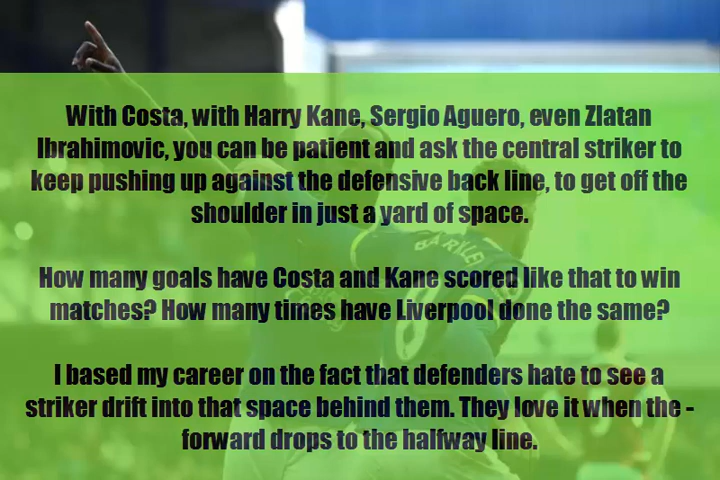 With Costa, with Harry Kane, Sergio Aguero, even Zlatan
Ibrahimovic, you can be patient and ask the central striker to
keep pushing up against the defensive back line, to get off the
shoulder in just a yard of space.
How many goals have Costa and Kane scored like that to win
matches? How many times have Liverpool done the same?
I based my career on the fact that defenders hate to see a
striker drift into that space behind them. They love it when the -
forward drops to the halfway line.
BARKLEY
8